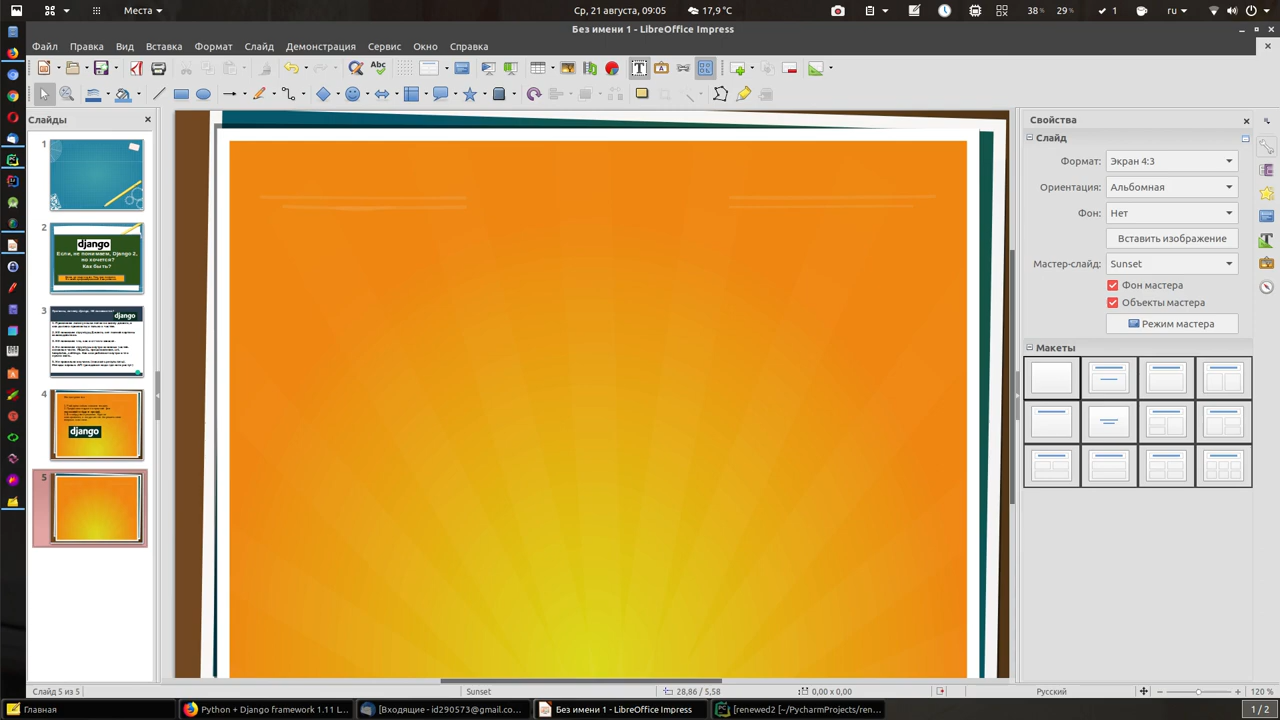 Места
Ср, 21 августа, 09:05
17,9 °C
38 %
29 %
1
ru
Без имени 1 - LibreOffice Impress
Файл Правка Вид Вставка Формат Слайд Демонстрация Сервис Окно Справка
Слайды
Свойства
Слайд
Формат: Экран 4:3
Ориентация: Альбомная
Фон: Нет
Вставить изображение
Мастер-слайд: Sunset
Фон мастера
Объекты мастера
Режим мастера
Макеты
1
2
django
Если, не понимаем, Django 2,
но хочется?
Как быть?
3
django
4
django
5
Слайд 5 из 5
Sunset
28,86 / 5,58
0,00 x 0,00
Русский
120 %
Главная
Python + Django framework 1.11 L...
[Входящие - id290573@gmail.co...
Без имени 1 - LibreOffice Impress
[renewed2 [~/PycharmProjects/ren...
1 / 2